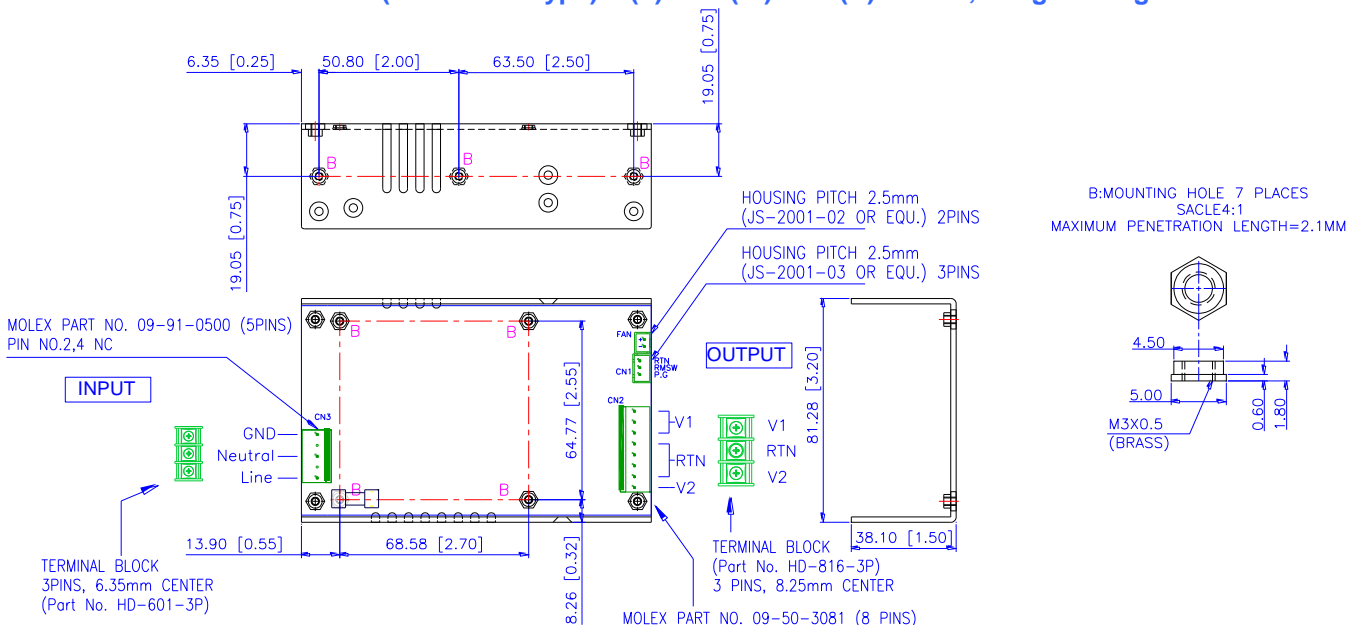 6.35 [0.25]
50.80 [2.00]
63.50 [2.50]
19.05 [0.75]
19.05 [0.75]
B
B
B
HOUSING PITCH 2.5mm
(JS-2001-02 OR EQU.) 2PINS
HOUSING PITCH 2.5mm
(JS-2001-03 OR EQU.) 3PINS
B:MOUNTING HOLE 7 PLACES
SACLE4:1
MAXIMUM PENETRATION LENGTH=2.1MM
MOLEX PART NO. 09-91-0500 (5PINS)
PIN NO.2,4 NC
INPUT
CN3
GND
Neutral
Line
B
B
B
B
FAN
+
-
CN1
RTN
RMSW
P.G
OUTPUT
CN2
V1
RTN
V2
V1
RTN
V2
64.77 [2.55]
81.28 [3.20]
4.50
5.00
0.60
1.80
M3X0.5
(BRASS)
13.90 [0.55]
68.58 [2.70]
8.26 [0.32]
38.10 [1.50]
TERMINAL BLOCK
3PINS, 6.35mm CENTER
(Part No. HD-601-3P)
TERMINAL BLOCK
(Part No. HD-816-3P)
3 PINS, 8.25mm CENTER
MOLEX PART NO. 09-50-3081 (8 PINS)